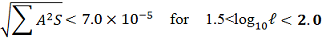 √∑A²S < 7.0 × 10⁻⁵ for 1.5<log₁₀ℓ < 2.0